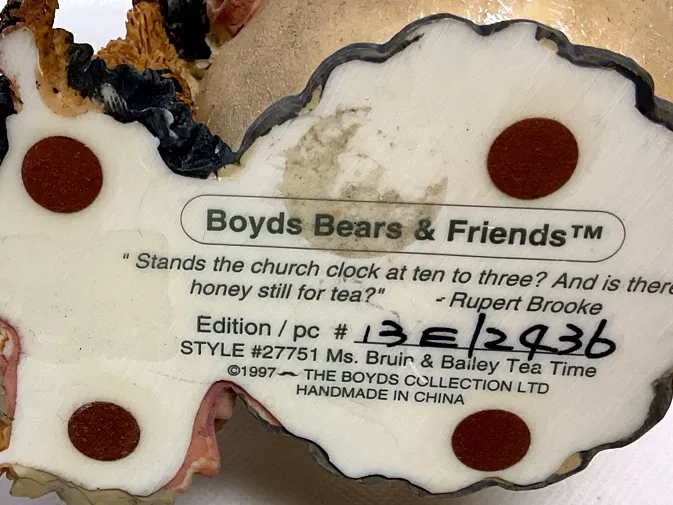 Boyds Bears & Friends™
" Stands the church clock at ten to three? And is there
honey still for tea?" - Rupert Brooke
Edition / pc # 13E/2436
STYLE #27751 Ms. Bruin & Bailey Tea Time
©1997 THE BOYDS COLLECTION LTD
HANDMADE IN CHINA